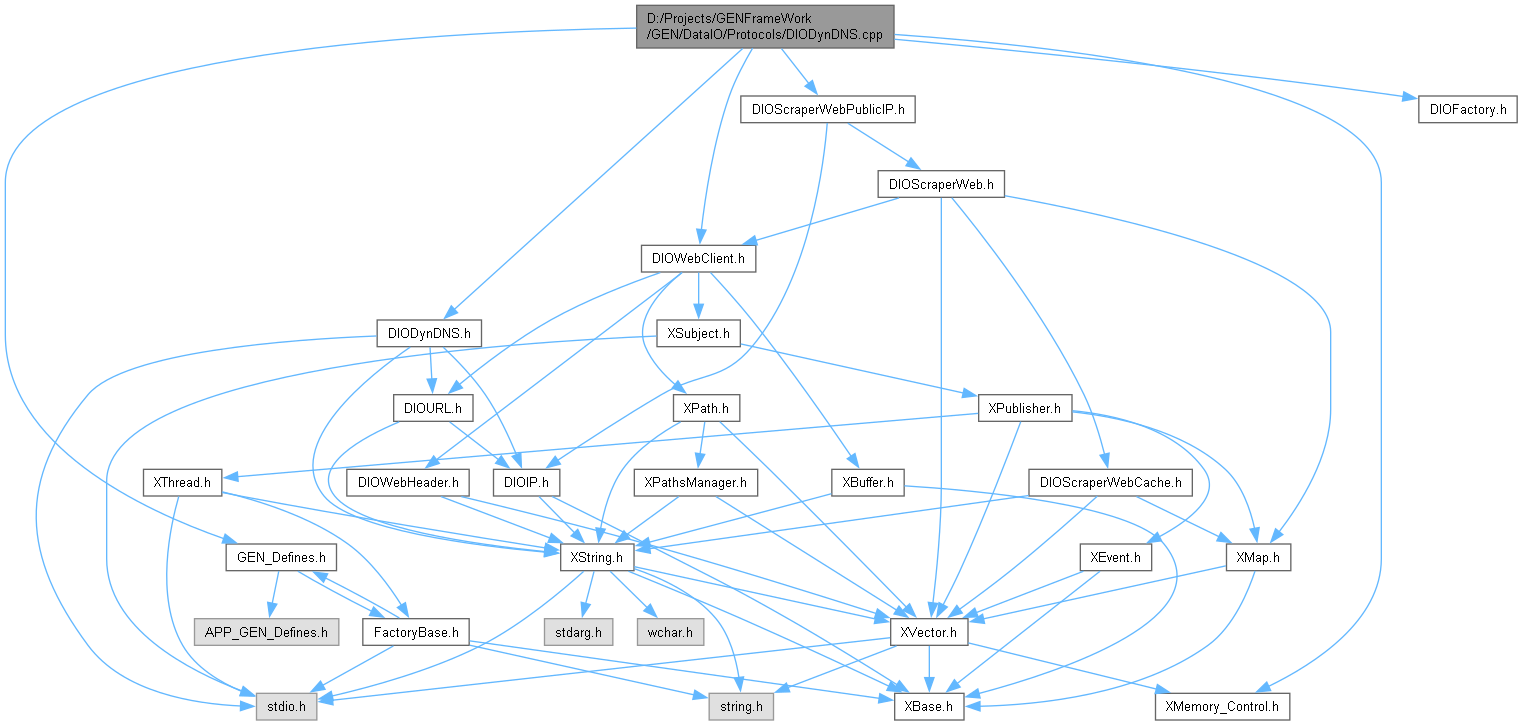 D:/Projects/GENFrameWork
/GEN/DataIO/Protocols/DIODynDNS.cpp
DIOScraperWebPublicIP.h
DIOFactory.h
DIOScraperWeb.h
DIOWebClient.h
DIODynDNS.h
XSubject.h
DIOURL.h
XPath.h
XPublisher.h
XThread.h
DIOWebHeader.h
DIOIP.h
XPathsManager.h
XBuffer.h
DIOScraperWebCache.h
GEN_Defines.h
XString.h
XEvent.h
XMap.h
APP_GEN_Defines.h
FactoryBase.h
stdarg.h
wchar.h
XVector.h
stdio.h
string.h
XBase.h
XMemory_Control.h